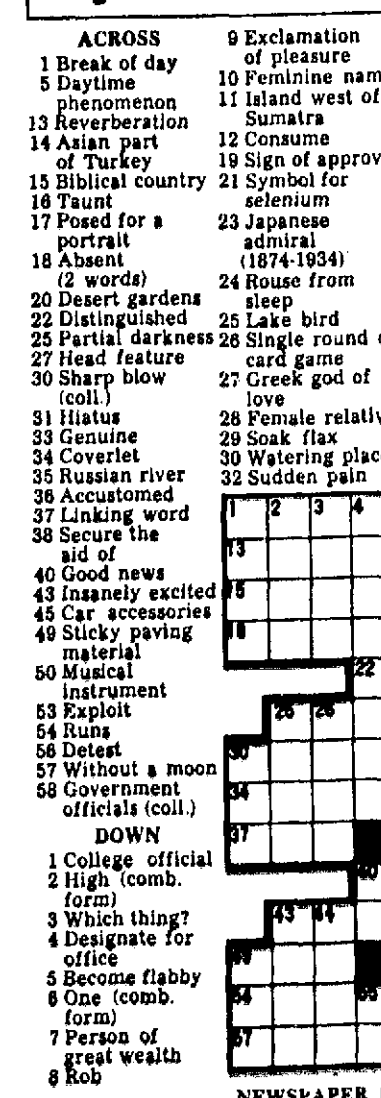 ACROSS
1 Break of day
5 Daytime
phenomenon
13 Reverberation
14 Asian part
of Turkey
15 Biblical country
16 Taunt
17 Posed for a
portrait
18 Absent
(2 words)
20 Desert gardens
22 Distinguished
25 Partial darkness
27 Head feature
30 Sharp blow
(coll.)
31 Hiatus
33 Genuine
34 Coverlet
35 Russian river
36 Accustomed
37 Linking word
38 Secure the
aid of
40 Good news
43 Insanely excited
45 Car accessories
49 Sticky paving
material
50 Musical
instrument
53 Exploit
54 Runs
56 Detest
57 Without a moon
58 Government
officials (coll.)
DOWN
1 College official
2 High (comb.
form)
3 Which thing?
4 Designate for
office
5 Become flabby
6 One (comb.
form)
7 Person of
great wealth
8 Rob
9 Exclamation
of pleasure
10 Feminine nam
11 Island west of
Sumatra
12 Consume
19 Sign of approv
21 Symbol for
selenium
23 Japanese
admiral
(1874-1934)
24 Rouse from
sleep
25 Lake bird
26 Single round
card game
27 Greek god of
love
28 Female relativ
29 Soak flax
30 Watering plac
32 Sudden pain
1 2 3 4
13
15
18
22
25 26
30
34
37
40
43 44
49
54 55
57
NEWSPAPER